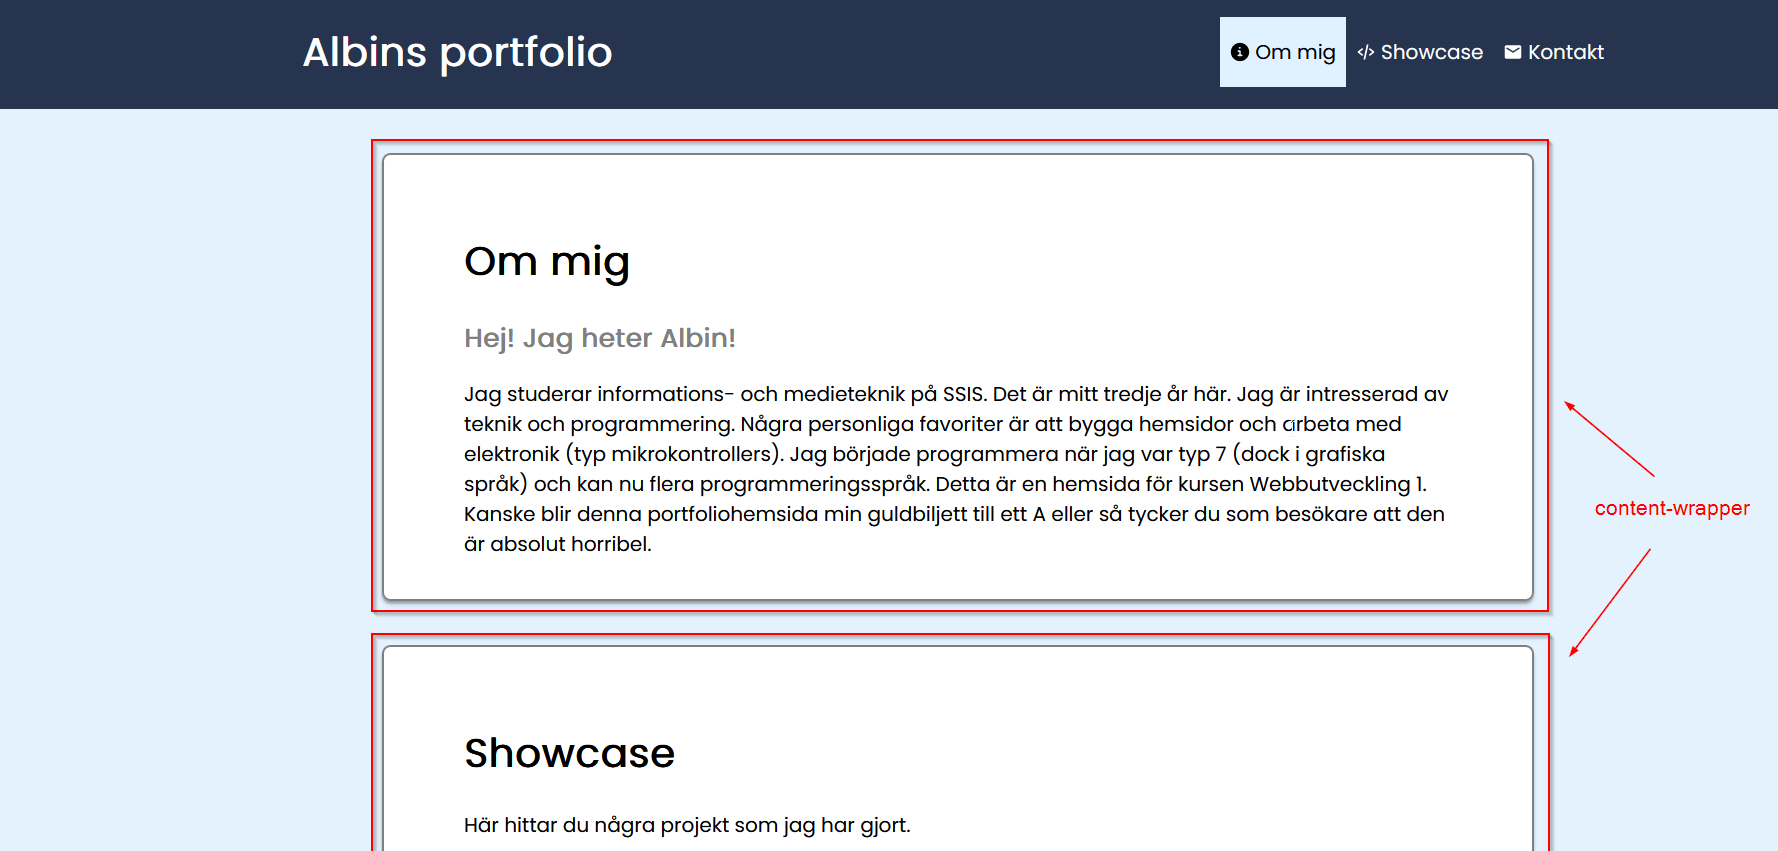 Albins portfolio
Om mig
Showcase
Kontakt
Om mig
Hej! Jag heter Albin!
Jag studerar informations- och medieteknik på SSIS. Det är mitt tredje år här. Jag är intresserad av
teknik och programmering. Några personliga favoriter är att bygga hemsidor och arbeta med
elektronik (typ mikrokontrollers). Jag började programmera när jag var typ 7 (dock i grafiska
språk) och kan nu flera programmeringsspråk. Detta är en hemsida för kursen Webbutveckling 1.
Kanske blir denna portfoliohemsida min guldbiljett till ett A eller så tycker du som besökare att den
är absolut horribel.
content-wrapper
Showcase
Här hittar du några projekt som jag har gjort.